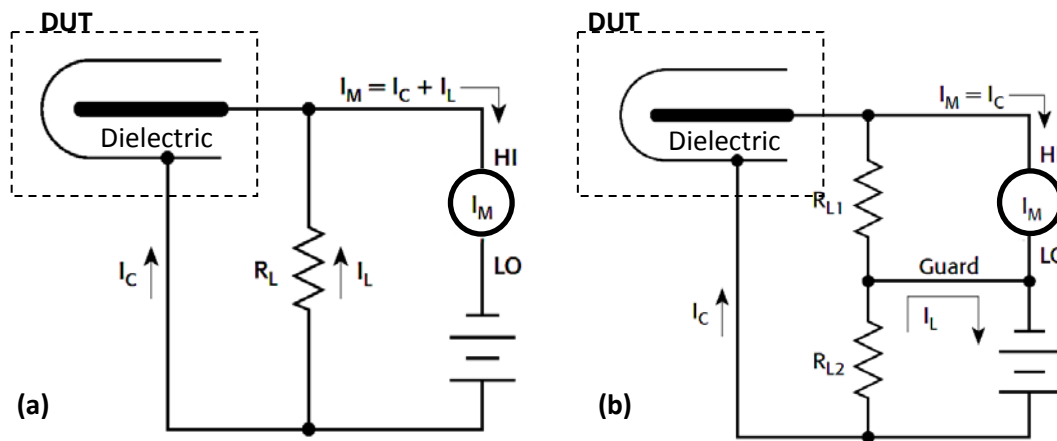 DUT
I_M = I_C + I_L
Dielectric
HI
I_M
LO
I_C
R_L
I_L
(a)
DUT
I_M = I_C
Dielectric
HI
R_L1
I_M
LO
Guard
I_L
I_C
R_L2
(b)